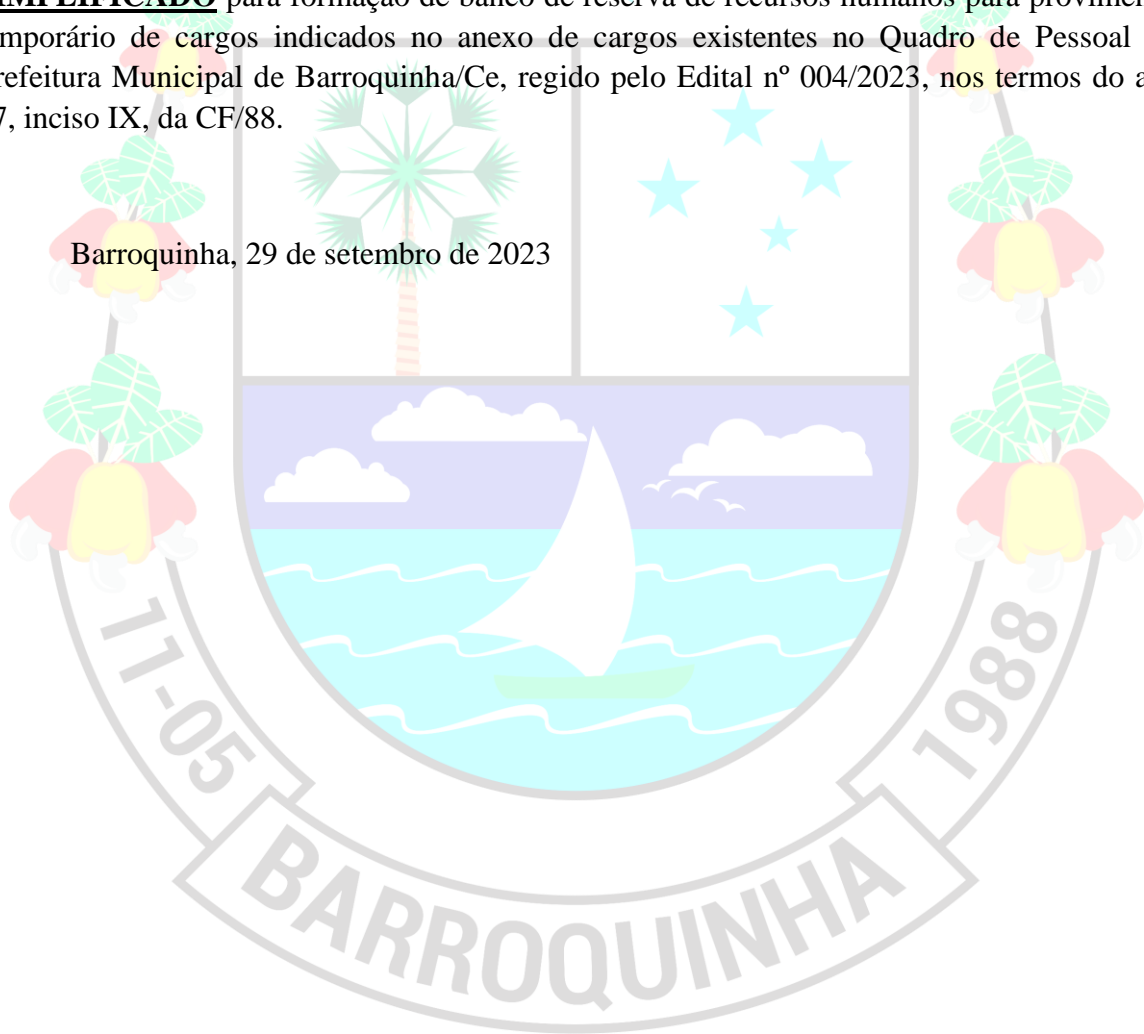 MPLIFICADO para formação de banco de reserva de recursos humanos para provimen
mporário de cargos indicados no anexo de cargos existentes no Quadro de Pessoal
refeitura Municipal de Barroquinha/Ce, regido pelo Edital nº 004/2023, nos termos do a
7, inciso IX, da CF/88.
Barroquinha, 29 de setembro de 2023
11-05
BARROQUINHA
1988